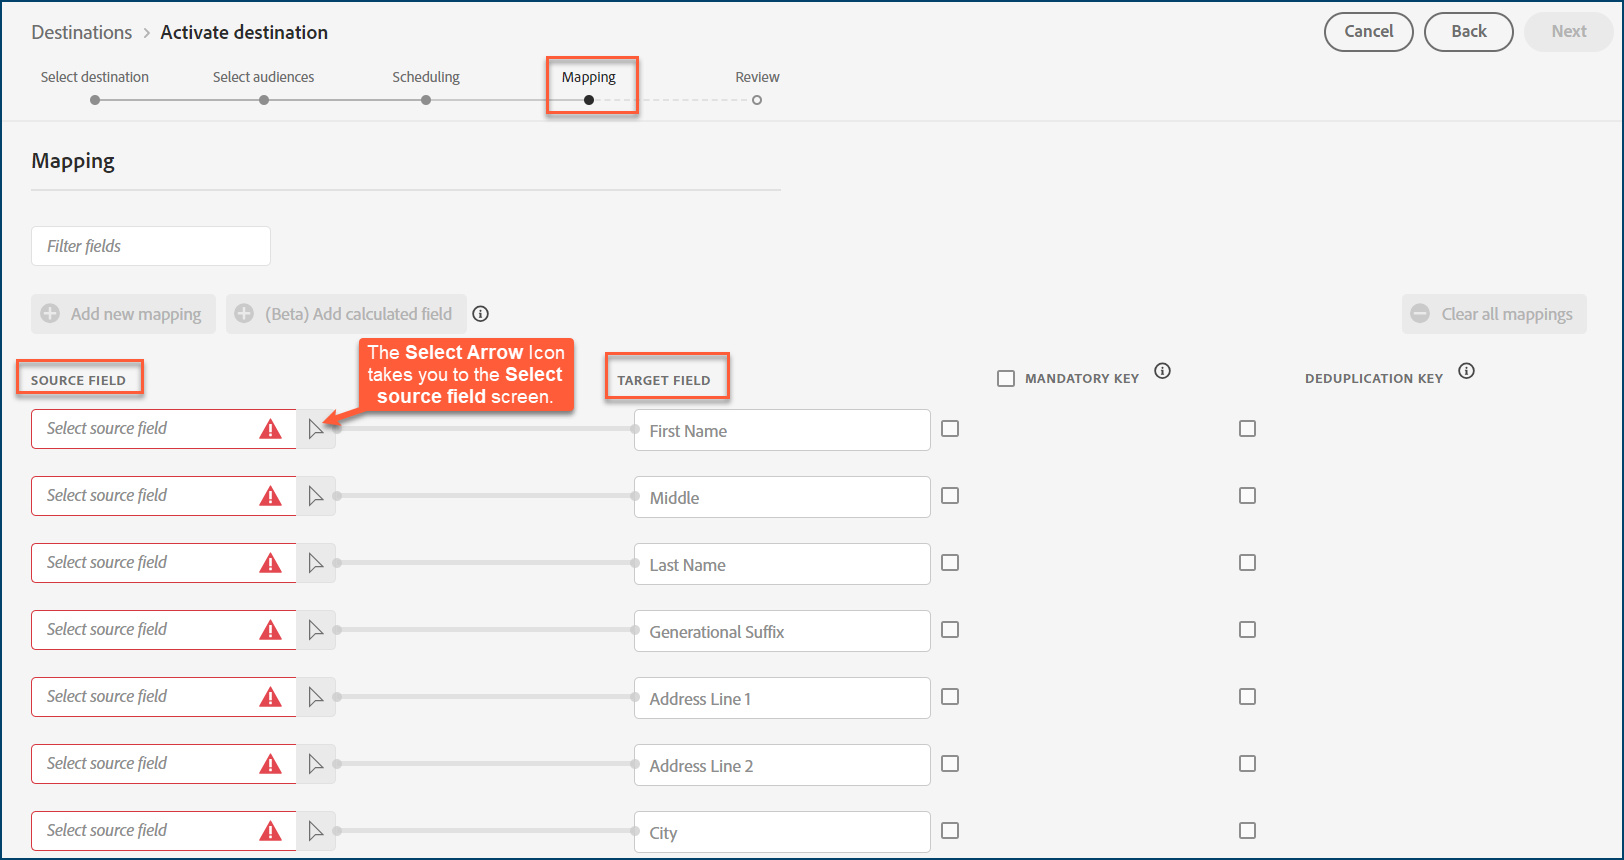 Destinations > Activate destination
Cancel
Back
Next
Select destination
Select audiences
Scheduling
Mapping
Review
Mapping
Filter fields
Add new mapping
(Beta) Add calculated field
Clear all mappings
The Select Arrow Icon
takes you to the Select
source field screen.
SOURCE FIELD
TARGET FIELD
MANDATORY KEY
DEDUPLICATION KEY
Select source field
First Name
Select source field
Middle
Select source field
Last Name
Select source field
Generational Suffix
Select source field
Address Line 1
Select source field
Address Line 2
Select source field
City